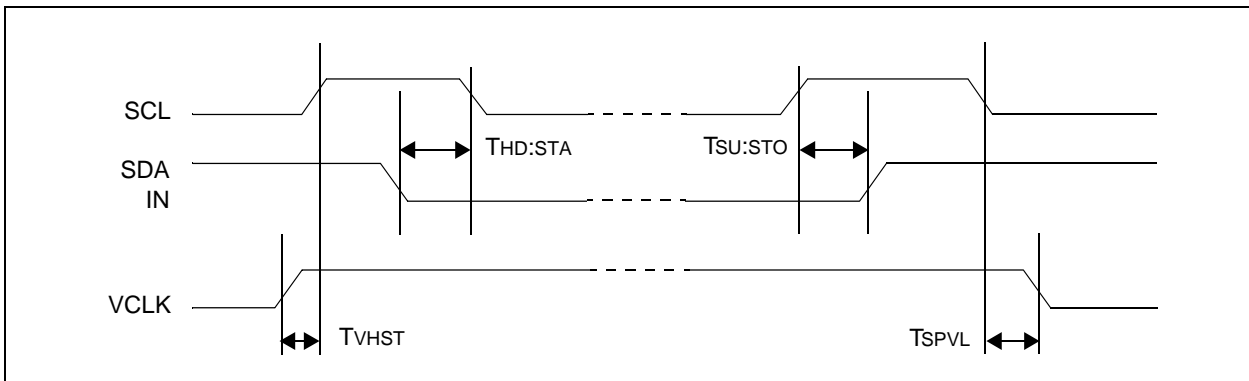 SCL
THD:STA
TSU:STO
SDA
IN
VCLK
TVHST
TSPVL